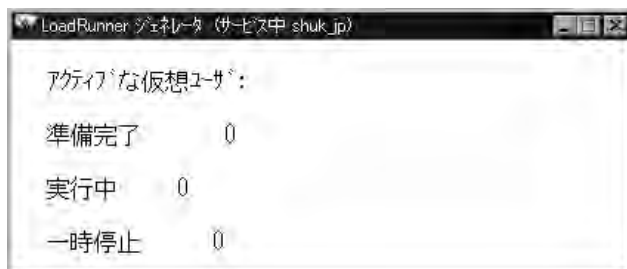 LoadRunner ｼﾞｪﾈﾚｰﾀ (ｻｰﾋﾞｽ中 shuk_jp)
ｱｸﾃｨﾌﾞな仮想ﾕｰｻﾞ:
準備完了 0
実行中 0
一時停止 0